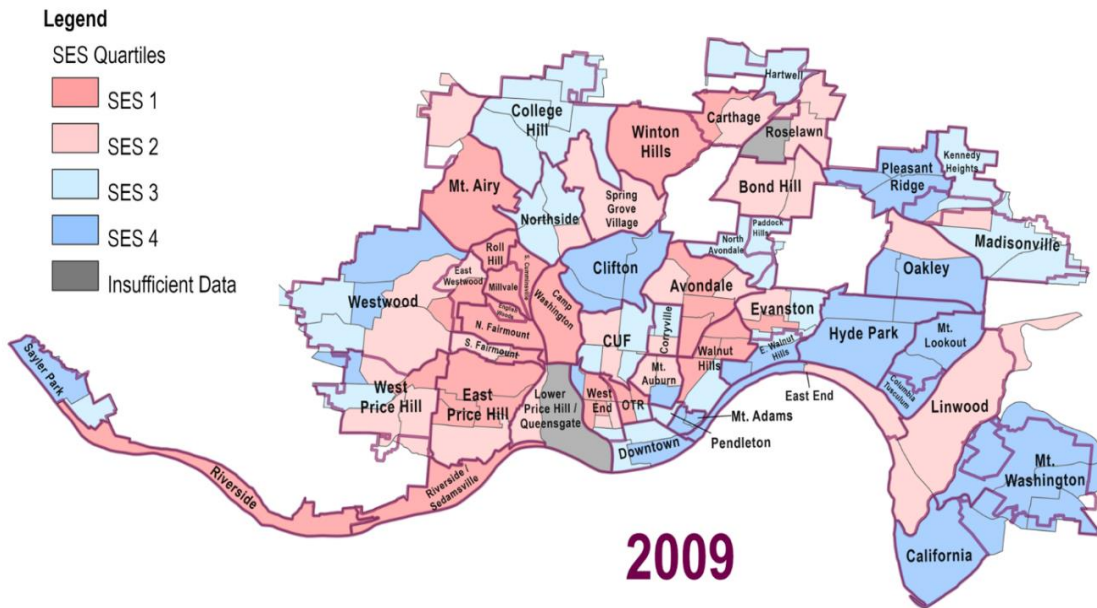 Legend
SES Quartiles
SES 1
SES 2
SES 3
SES 4
Insufficient Data
Hartwell
College
Hill
Carthage
Winton
Hills
Roselawn
Kennedy
Heights
Pleasant
Ridge
Mt. Airy
Bond Hill
Spring
Grove
Village
Northside
Paddock
Hills
North
Avondale
Madisonville
Roll
Hill
S. Cumminsville
Clifton
Oakley
East
Westwood
Millvale
Camp
Washington
Avondale
Westwood
English
Woods
Evanston
N. Fairmount
CUF
Corryville
Hyde Park
Mt.
Lookout
S. Fairmount
Walnut
Hills
E. Walnut
Hills
Sayler Park
Mt.
Auburn
West
Price Hill
East
Price Hill
Lower
Price Hill /
Queensgate
West
End
OTR
East End
Columbia
Tusculum
Linwood
Mt. Adams
Pendleton
Downtown
Mt.
Washington
Riverside
Riverside /
Sedamsville
2009
California